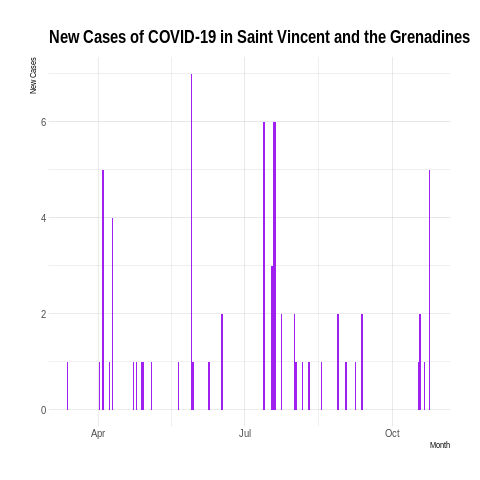 New Cases of COVID-19 in Saint Vincent and the Grenadines
New Cases
6
4
2
0
Apr Jul Oct
Month